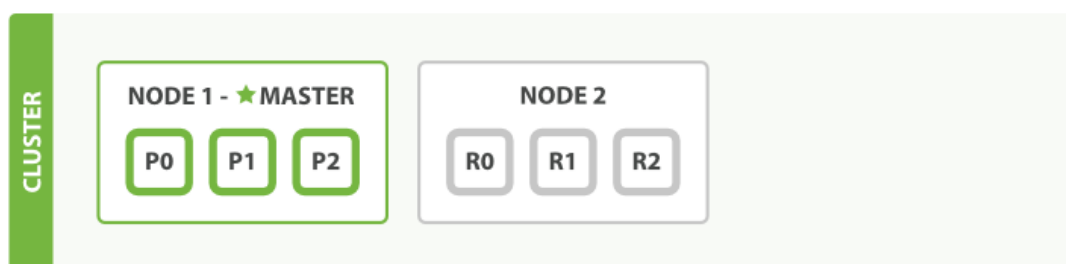 CLUSTER
NODE 1 - ★ MASTER
P0 P1 P2
NODE 2
R0 R1 R2